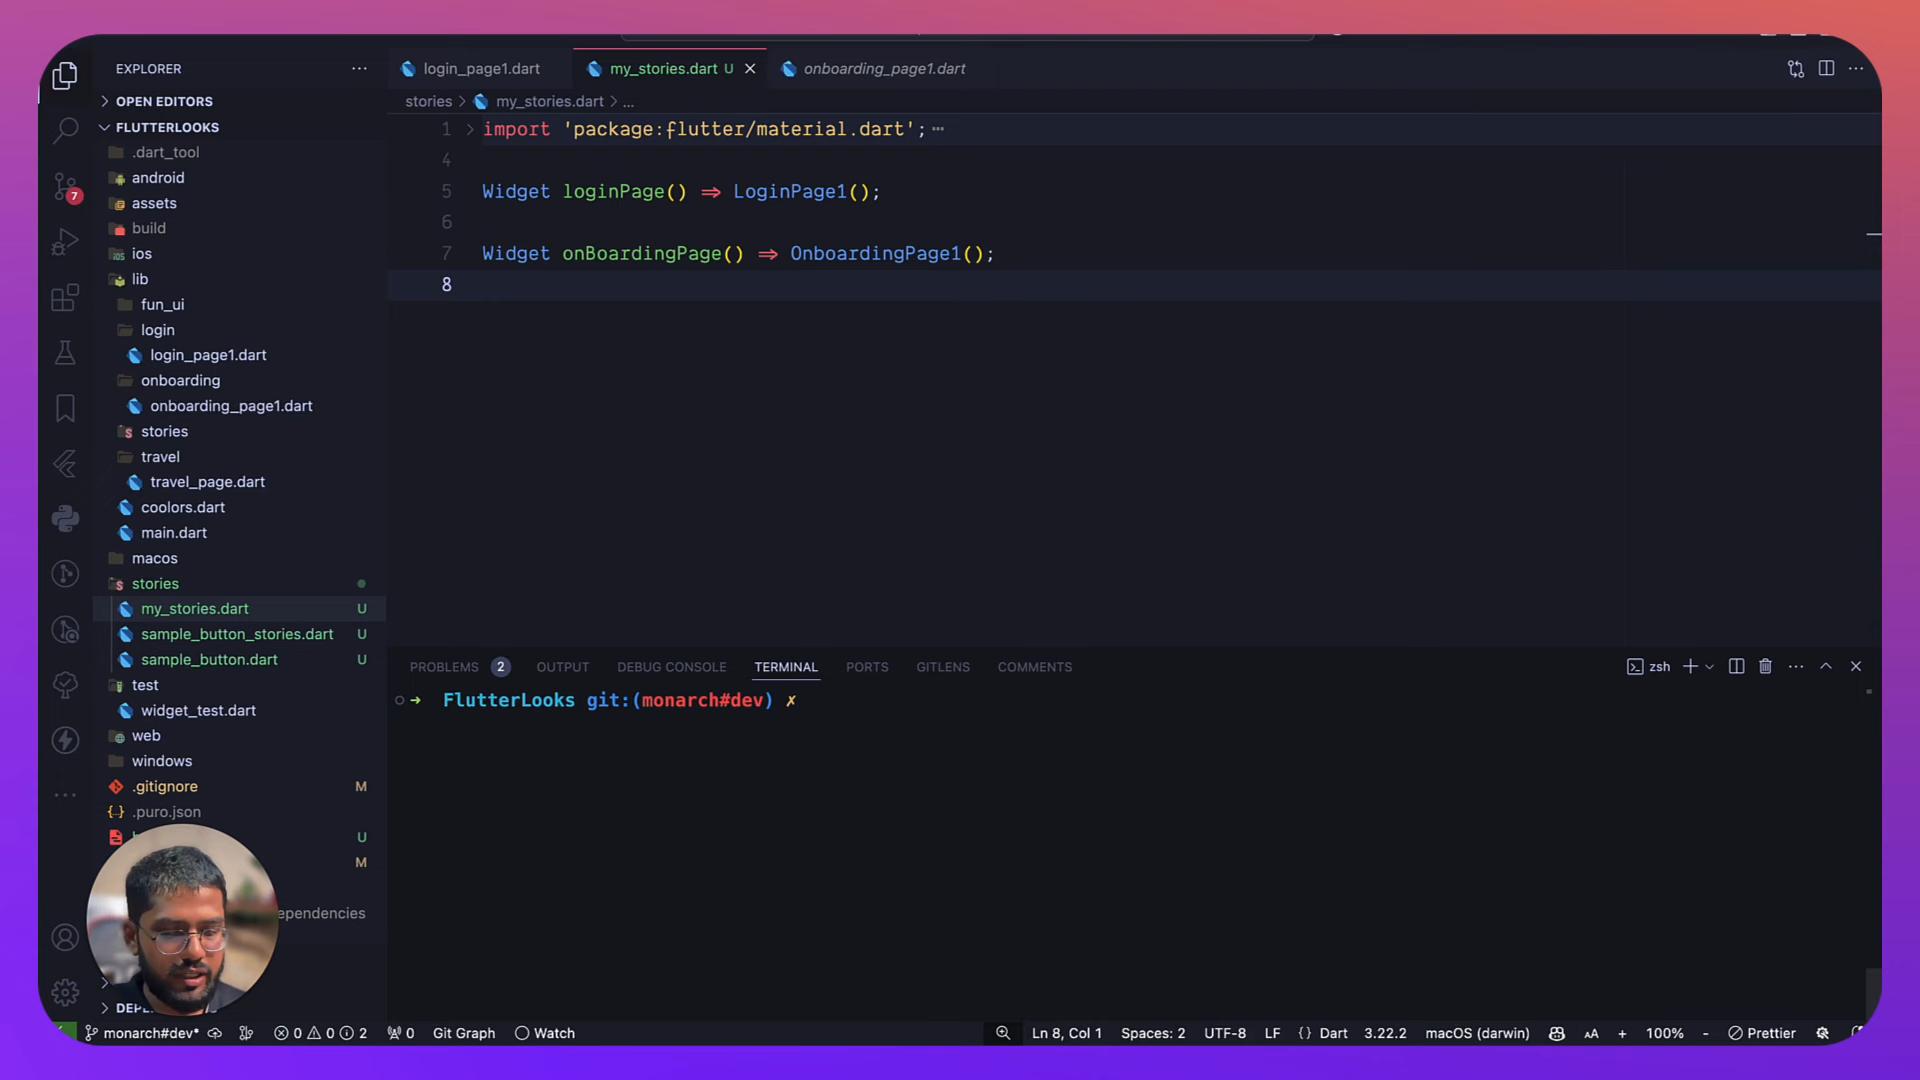 EXPLORER
OPEN EDITORS
FLUTTERLOOKS
.dart_tool
android
assets
7
build
ios
lib
fun_ui
login
login_page1.dart
onboarding
onboarding_page1.dart
stories
travel
travel_page.dart
coolors.dart
main.dart
macos
stories
my_stories.dart U
sample_button_stories.dart U
sample_button.dart U
test
widget_test.dart
web
windows
.gitignore M
.puro.json
U
M
ependencies
login_page1.dart
my_stories.dart U
onboarding_page1.dart
stories > my_stories.dart > ...
1 import 'package:flutter/material.dart';
4
5 Widget loginPage() => LoginPage1();
6
7 Widget onBoardingPage() => OnboardingPage1();
8
PROBLEMS 2 OUTPUT DEBUG CONSOLE TERMINAL PORTS GITLENS COMMENTS
zsh
FlutterLooks git:(monarch#dev) ✗
monarch#dev* 0 0 2 0 Git Graph Watch
Ln 8, Col 1 Spaces: 2 UTF-8 LF {} Dart 3.22.2 macOS (darwin) AA + 100% - Prettier